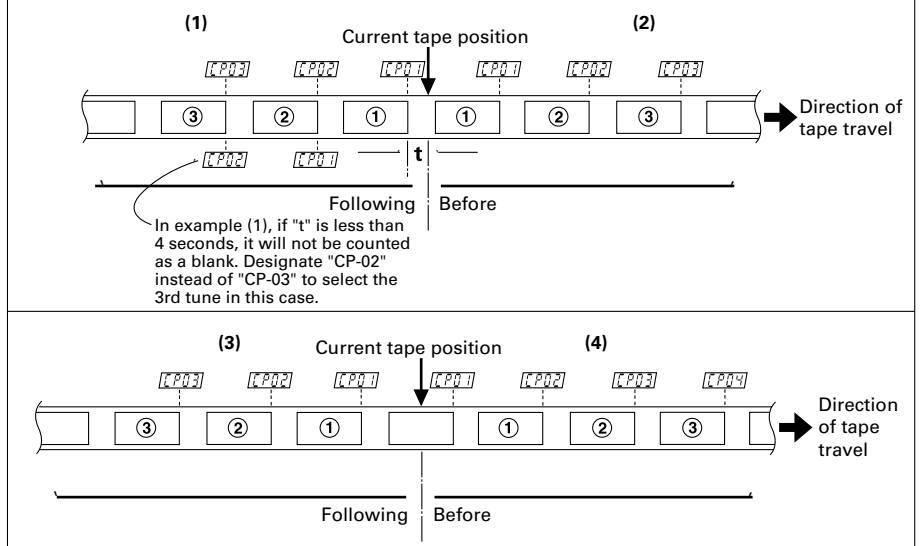 (1)
(2)
Current tape position
CP03 CP02 CP01 CP01 CP02 CP03
③ ② ① ① ② ③
Direction of
tape travel
CP02 CP01
t
Following Before
In example (1), if "t" is less than
4 seconds, it will not be counted
as a blank. Designate "CP-02"
instead of "CP-03" to select the
3rd tune in this case.
(3)
(4)
Current tape position
CP03 CP02 CP01 CP01 CP02 CP03 CP04
③ ② ① ① ② ③
Direction
of tape
travel
Following Before